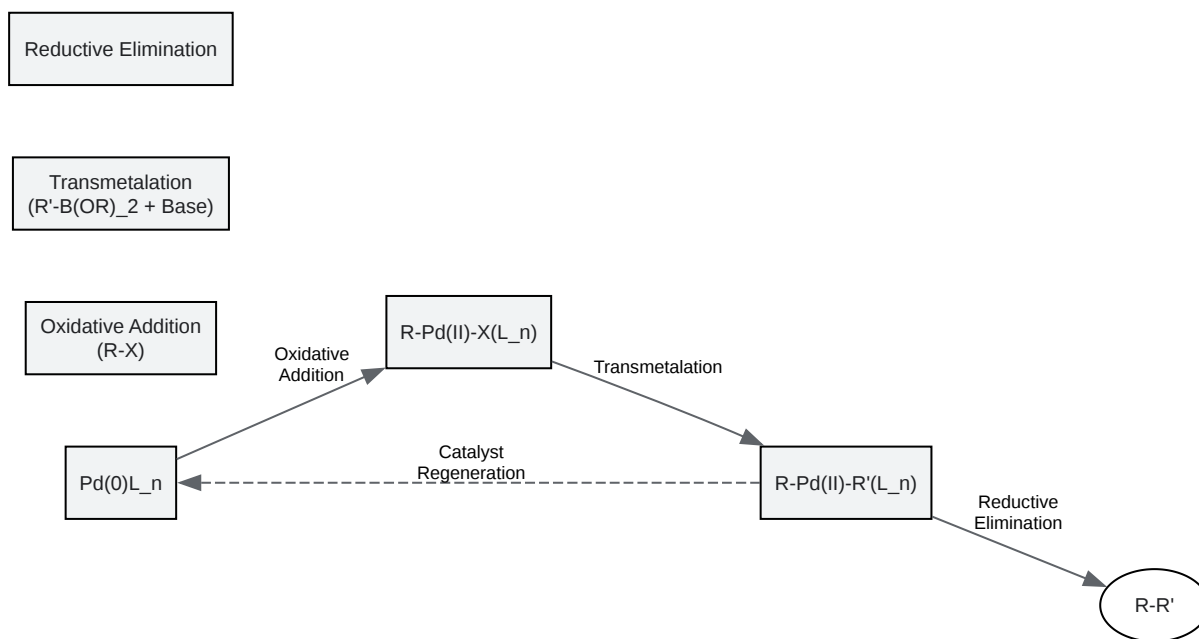 Reductive Elimination
Transmetalation
(R'-B(OR)_2 + Base)
Oxidative Addition
(R-X)
R-Pd(II)-X(L_n)
Oxidative
Addition
Transmetalation
Pd(0)L_n
Catalyst
Regeneration
R-Pd(II)-R'(L_n)
Reductive
Elimination
R-R'